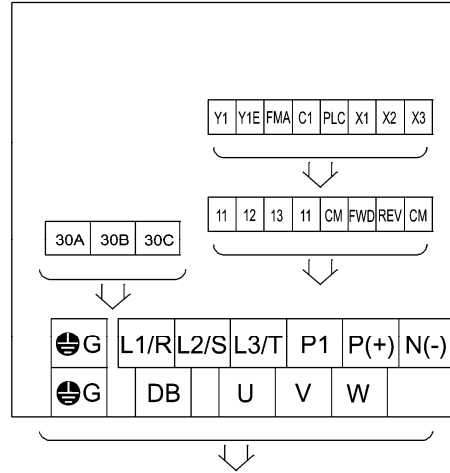 Y1 Y1E FMA C1 PLC X1 X2 X3
11 12 13 11 CM FWD REV CM
30A 30B 30C
G L1/R L2/S L3/T P1 P(+) N(-)
G DB U V W